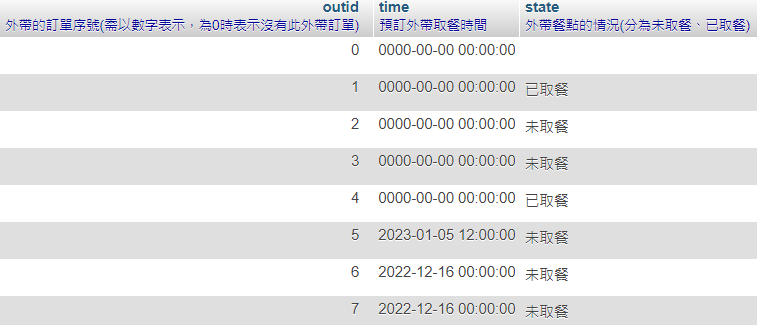 outid time state
外帶的訂單序號(需以數字表示，為0時表示沒有此外帶訂單) 預訂外帶取餐時間 外帶餐點的情況(分為未取餐、已取餐)
0 0000-00-00 00:00:00
1 0000-00-00 00:00:00 已取餐
2 0000-00-00 00:00:00 未取餐
3 0000-00-00 00:00:00 未取餐
4 0000-00-00 00:00:00 已取餐
5 2023-01-05 12:00:00 未取餐
6 2022-12-16 00:00:00 未取餐
7 2022-12-16 00:00:00 未取餐